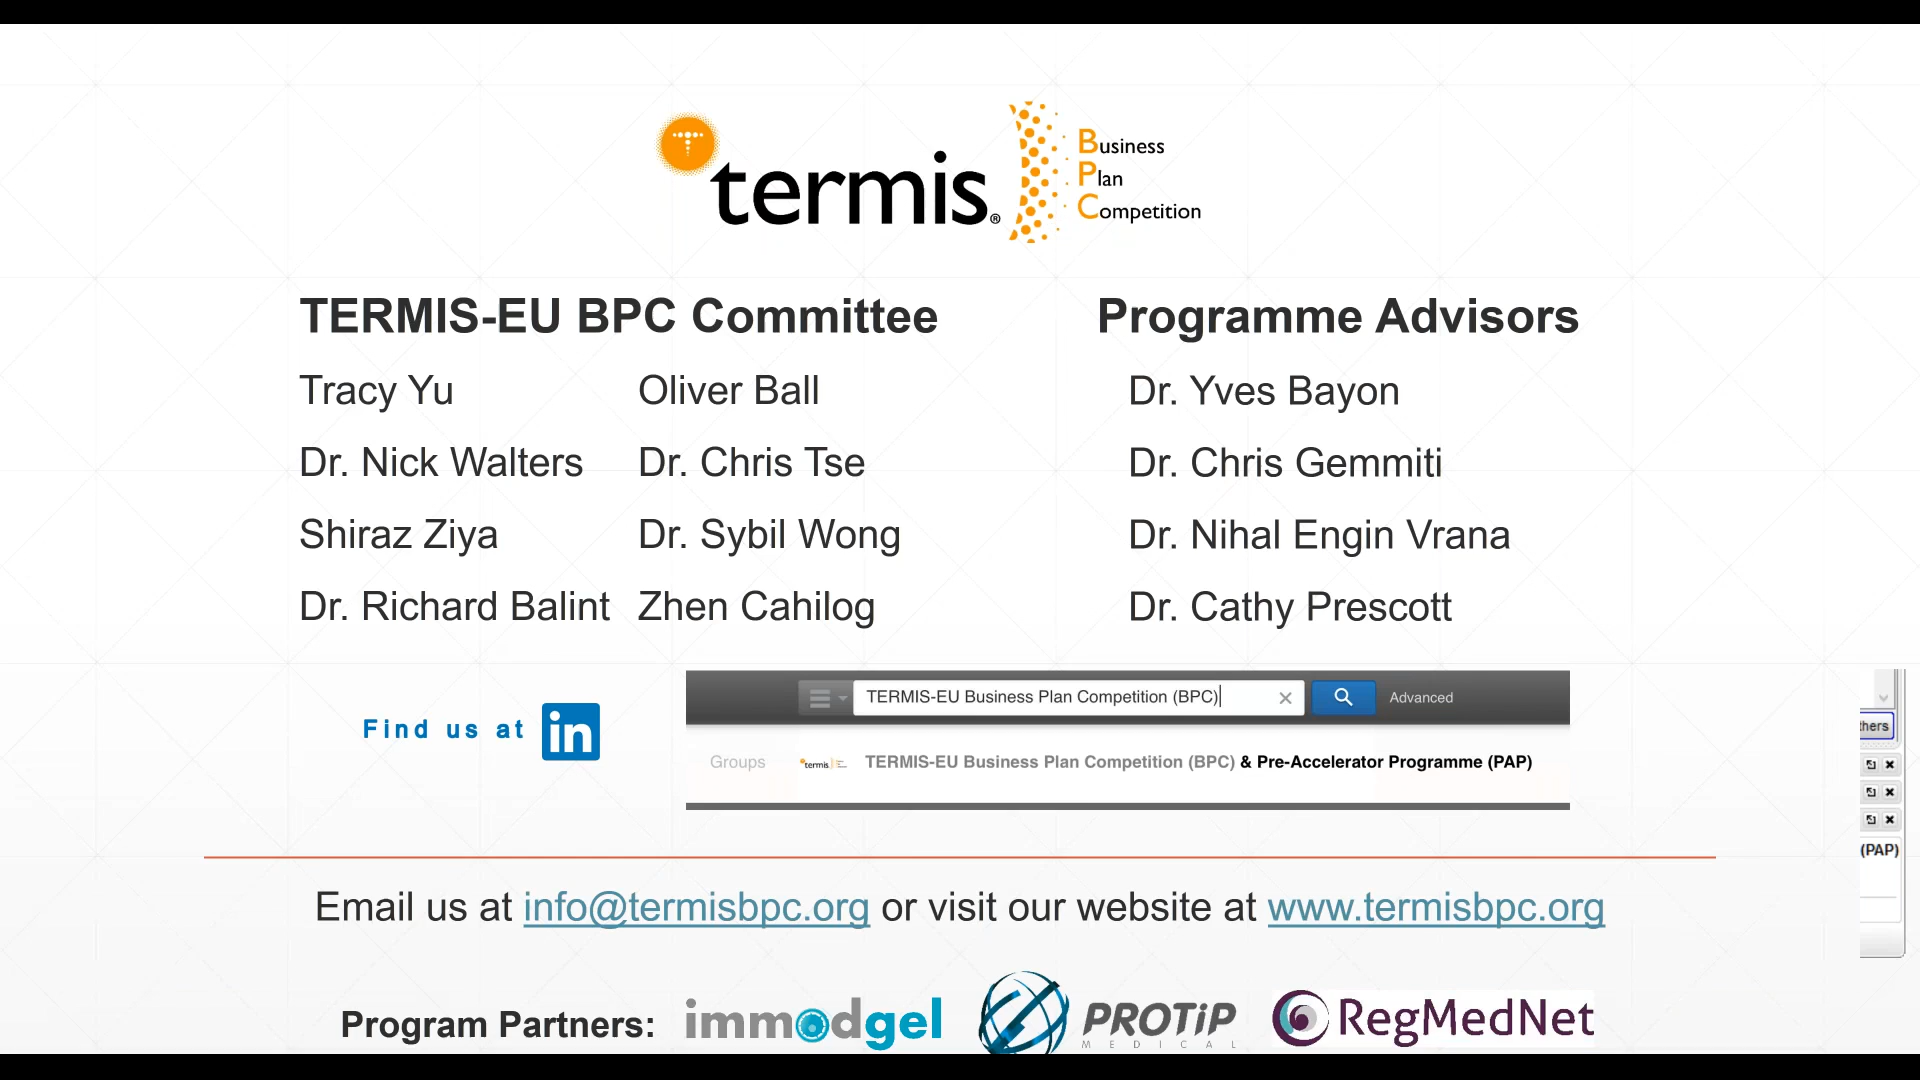 termis®
Business
Plan
Competition
TERMIS-EU BPC Committee
Tracy Yu
Oliver Ball
Dr. Nick Walters
Dr. Chris Tse
Shiraz Ziya
Dr. Sybil Wong
Dr. Richard Balint
Zhen Cahilog
Programme Advisors
Dr. Yves Bayon
Dr. Chris Gemmiti
Dr. Nihal Engin Vrana
Dr. Cathy Prescott
Find us at in
TERMIS-EU Business Plan Competition (BPC)
Advanced
Groups
termis
TERMIS-EU Business Plan Competition (BPC) & Pre-Accelerator Programme (PAP)
thers
(PAP)
Email us at info@termisbpc.org or visit our website at www.termisbpc.org
Program Partners:
immodgel
PROTiP
MEDICAL
RegMedNet